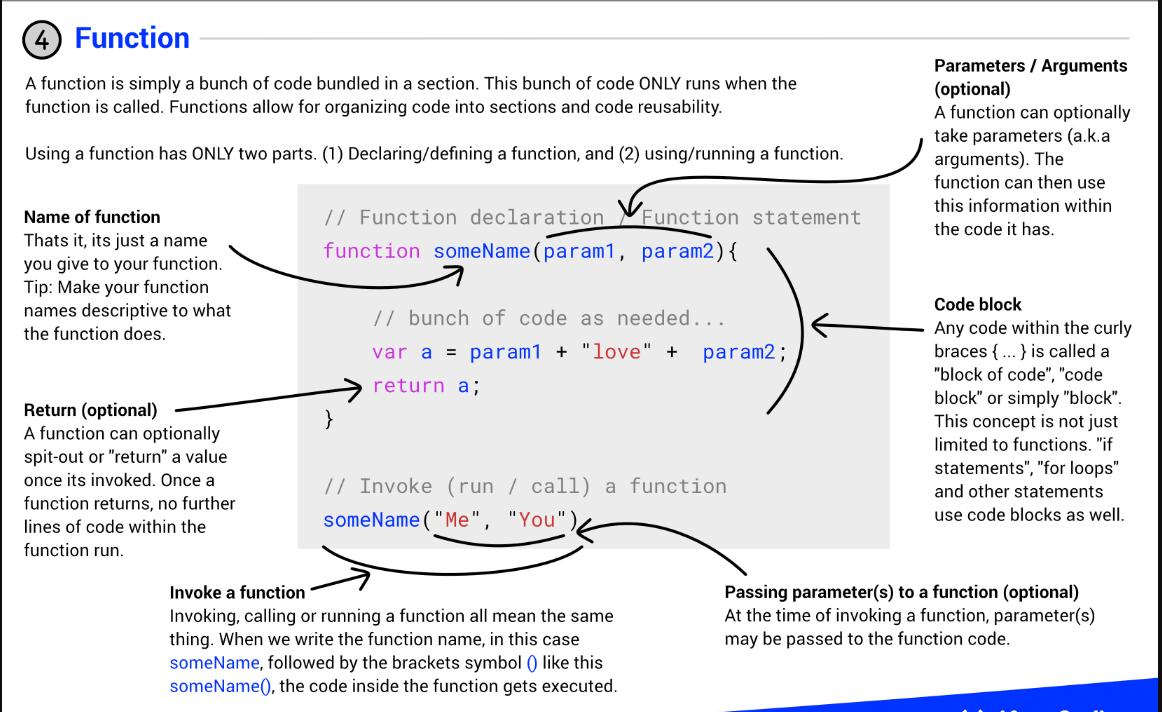 4 Function
A function is simply a bunch of code bundled in a section. This bunch of code ONLY runs when the
function is called. Functions allow for organizing code into sections and code reusability.
Using a function has ONLY two parts. (1) Declaring/defining a function, and (2) using/running a function.
Parameters / Arguments
(optional)
A function can optionally
take parameters (a.k.a
arguments). The
function can then use
this information within
the code it has.
Name of function
Thats it, its just a name
you give to your function.
Tip: Make your function
names descriptive to what
the function does.
// Function declaration / Function statement
function someName(param1, param2){
// bunch of code as needed...
var a = param1 + "love" + param2;
return a;
}
// Invoke (run / call) a function
someName("Me", "You")
Code block
Any code within the curly
braces { ... } is called a
"block of code", "code
block" or simply "block".
This concept is not just
limited to functions. "if
statements", "for loops"
and other statements
use code blocks as well.
Return (optional)
A function can optionally
spit-out or "return" a value
once its invoked. Once a
function returns, no further
lines of code within the
function run.
Invoke a function
Invoking, calling or running a function all mean the same
thing. When we write the function name, in this case
someName, followed by the brackets symbol () like this
someName(), the code inside the function gets executed.
Passing parameter(s) to a function (optional)
At the time of invoking a function, parameter(s)
may be passed to the function code.